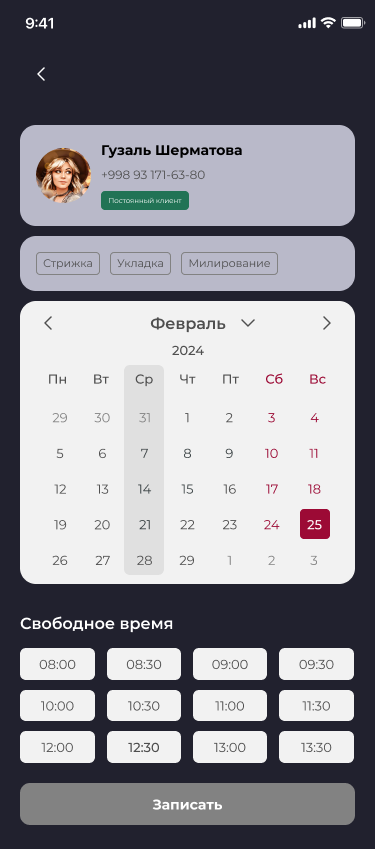 9:41
Гузаль Шерматова
+998 93 171-63-80
Постоянный клиент
Стрижка Укладка Милирование
Февраль
2024
Пн Вт Ср Чт Пт Сб Вс
29 30 31 1 2 3 4
5 6 7 8 9 10 11
12 13 14 15 16 17 18
19 20 21 22 23 24 25
26 27 28 29 1 2 3
Свободное время
08:00 08:30 09:00 09:30
10:00 10:30 11:00 11:30
12:00 12:30 13:00 13:30
Записать